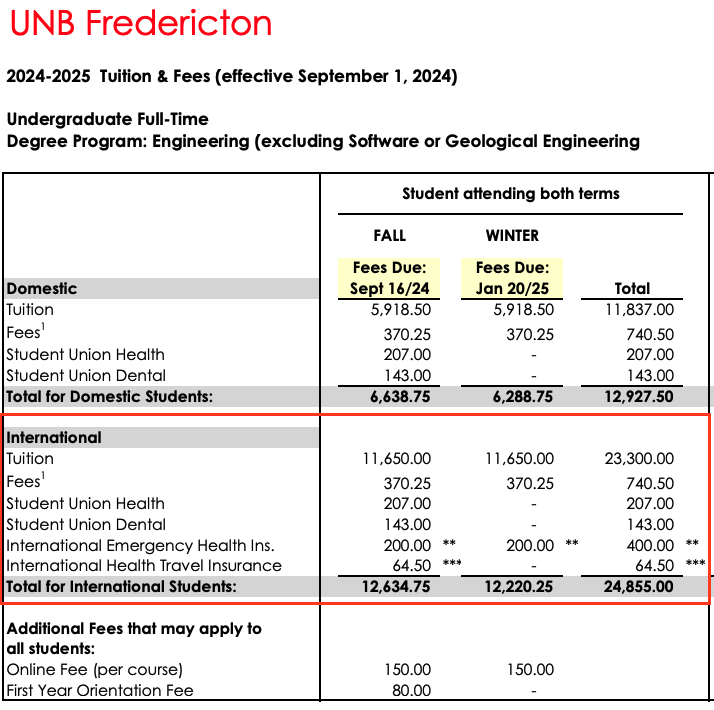 UNB Fredericton
2024-2025 Tuition & Fees (effective September 1, 2024)
Undergraduate Full-Time
Degree Program: Engineering (excluding Software or Geological Engineering
Student attending both terms
FALL WINTER
Fees Due: Fees Due:
Domestic Sept 16/24 Jan 20/25 Total
Tuition 5,918.50 5,918.50 11,837.00
Fees¹ 370.25 370.25 740.50
Student Union Health 207.00 - 207.00
Student Union Dental 143.00 - 143.00
Total for Domestic Students: 6,638.75 6,288.75 12,927.50
International
Tuition 11,650.00 11,650.00 23,300.00
Fees¹ 370.25 370.25 740.50
Student Union Health 207.00 - 207.00
Student Union Dental 143.00 - 143.00
International Emergency Health Ins. 200.00 ** 200.00 ** 400.00 **
International Health Travel Insurance 64.50 *** - 64.50 ***
Total for International Students: 12,634.75 12,220.25 24,855.00
Additional Fees that may apply to
all students:
Online Fee (per course) 150.00 150.00
First Year Orientation Fee 80.00 -